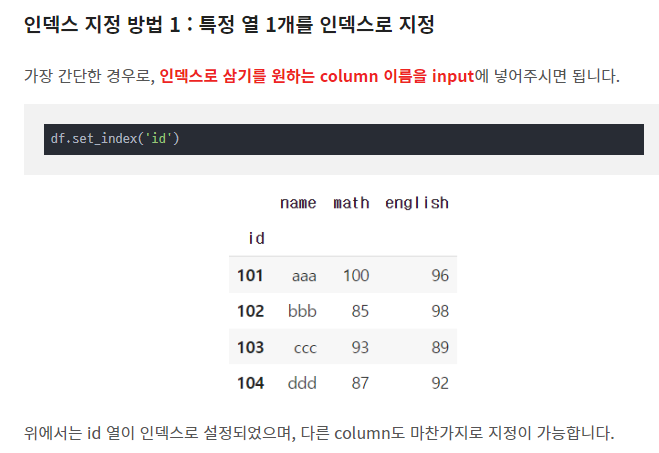 인덱스 지정 방법 1 : 특정 열 1개를 인덱스로 지정
가장 간단한 경우로, 인덱스로 삼기를 원하는 column 이름을 input에 넣어주시면 됩니다.
df.set_index('id')
name math english
id
101 aaa 100 96
102 bbb 85 98
103 ccc 93 89
104 ddd 87 92
위에서는 id 열이 인덱스로 설정되었으며, 다른 column도 마찬가지로 지정이 가능합니다.